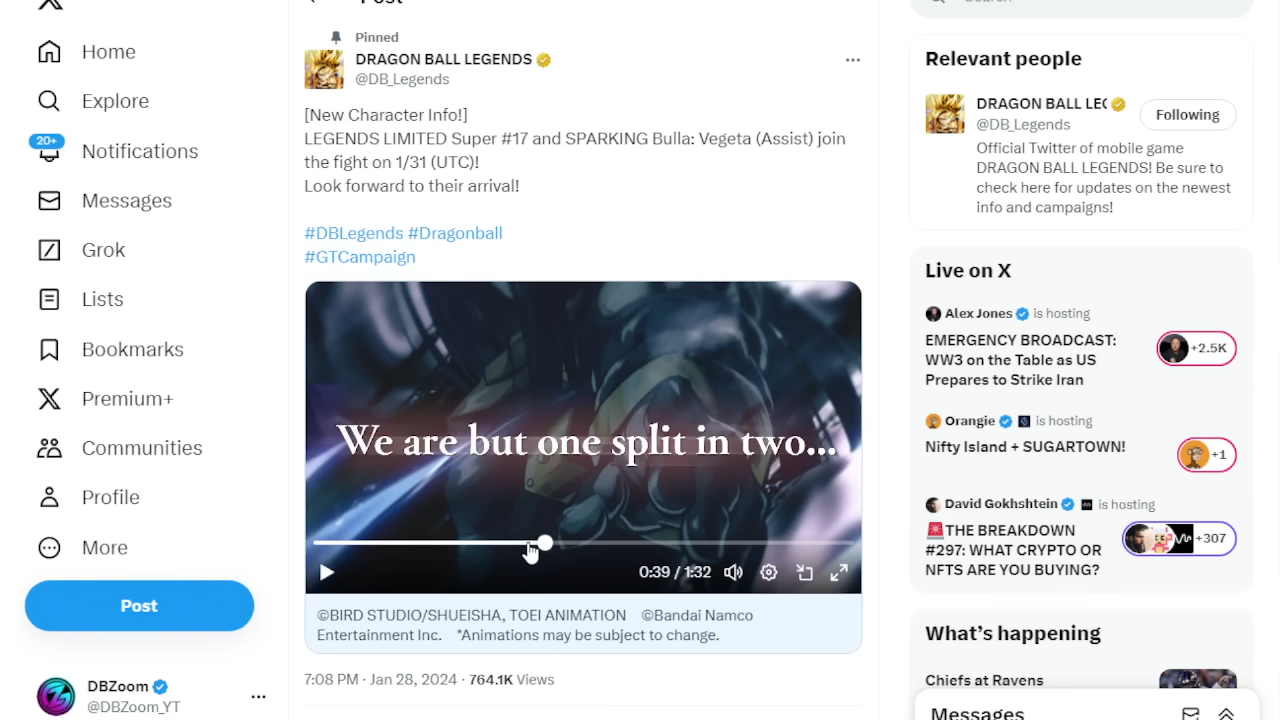 Home
Explore
20+
Notifications
Messages
Grok
Lists
Bookmarks
Premium+
Communities
Profile
More
Post
DBZoom
@DBZoom_YT
Post
Pinned
DRAGON BALL LEGENDS
@DB_Legends
[New Character Info!]
LEGENDS LIMITED Super #17 and SPARKING Bulla: Vegeta (Assist) join
the fight on 1/31 (UTC)!
Look forward to their arrival!
#DBLegends #Dragonball
#GTCampaign
We are but one split in two...
0:39 / 1:32
©BIRD STUDIO/SHUEISHA, TOEI ANIMATION ©Bandai Namco
Entertainment Inc. *Animations may be subject to change.
7:08 PM · Jan 28, 2024 · 764.1K Views
Search
Relevant people
DRAGON BALL LEG
Following
@DB_Legends
Official Twitter of mobile game
DRAGON BALL LEGENDS! Be sure to
check here for updates on the newest
info and campaigns!
Live on X
Alex Jones is hosting
EMERGENCY BROADCAST:
WW3 on the Table as US
Prepares to Strike Iran
+2.5K
Orangie is hosting
Nifty Island + SUGARTOWN!
+1
David Gokhshtein is hosting
🚨THE BREAKDOWN
#297: WHAT CRYPTO OR
NFTS ARE YOU BUYING?
+307
What's happening
Chiefs at Ravens
Messages